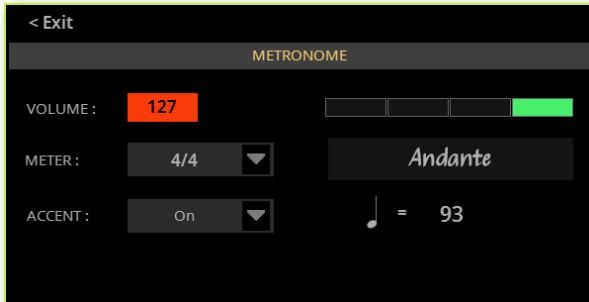 < Exit
METRONOME
VOLUME : 127
METER : 4/4 Andante
ACCENT : On ♩ = 93